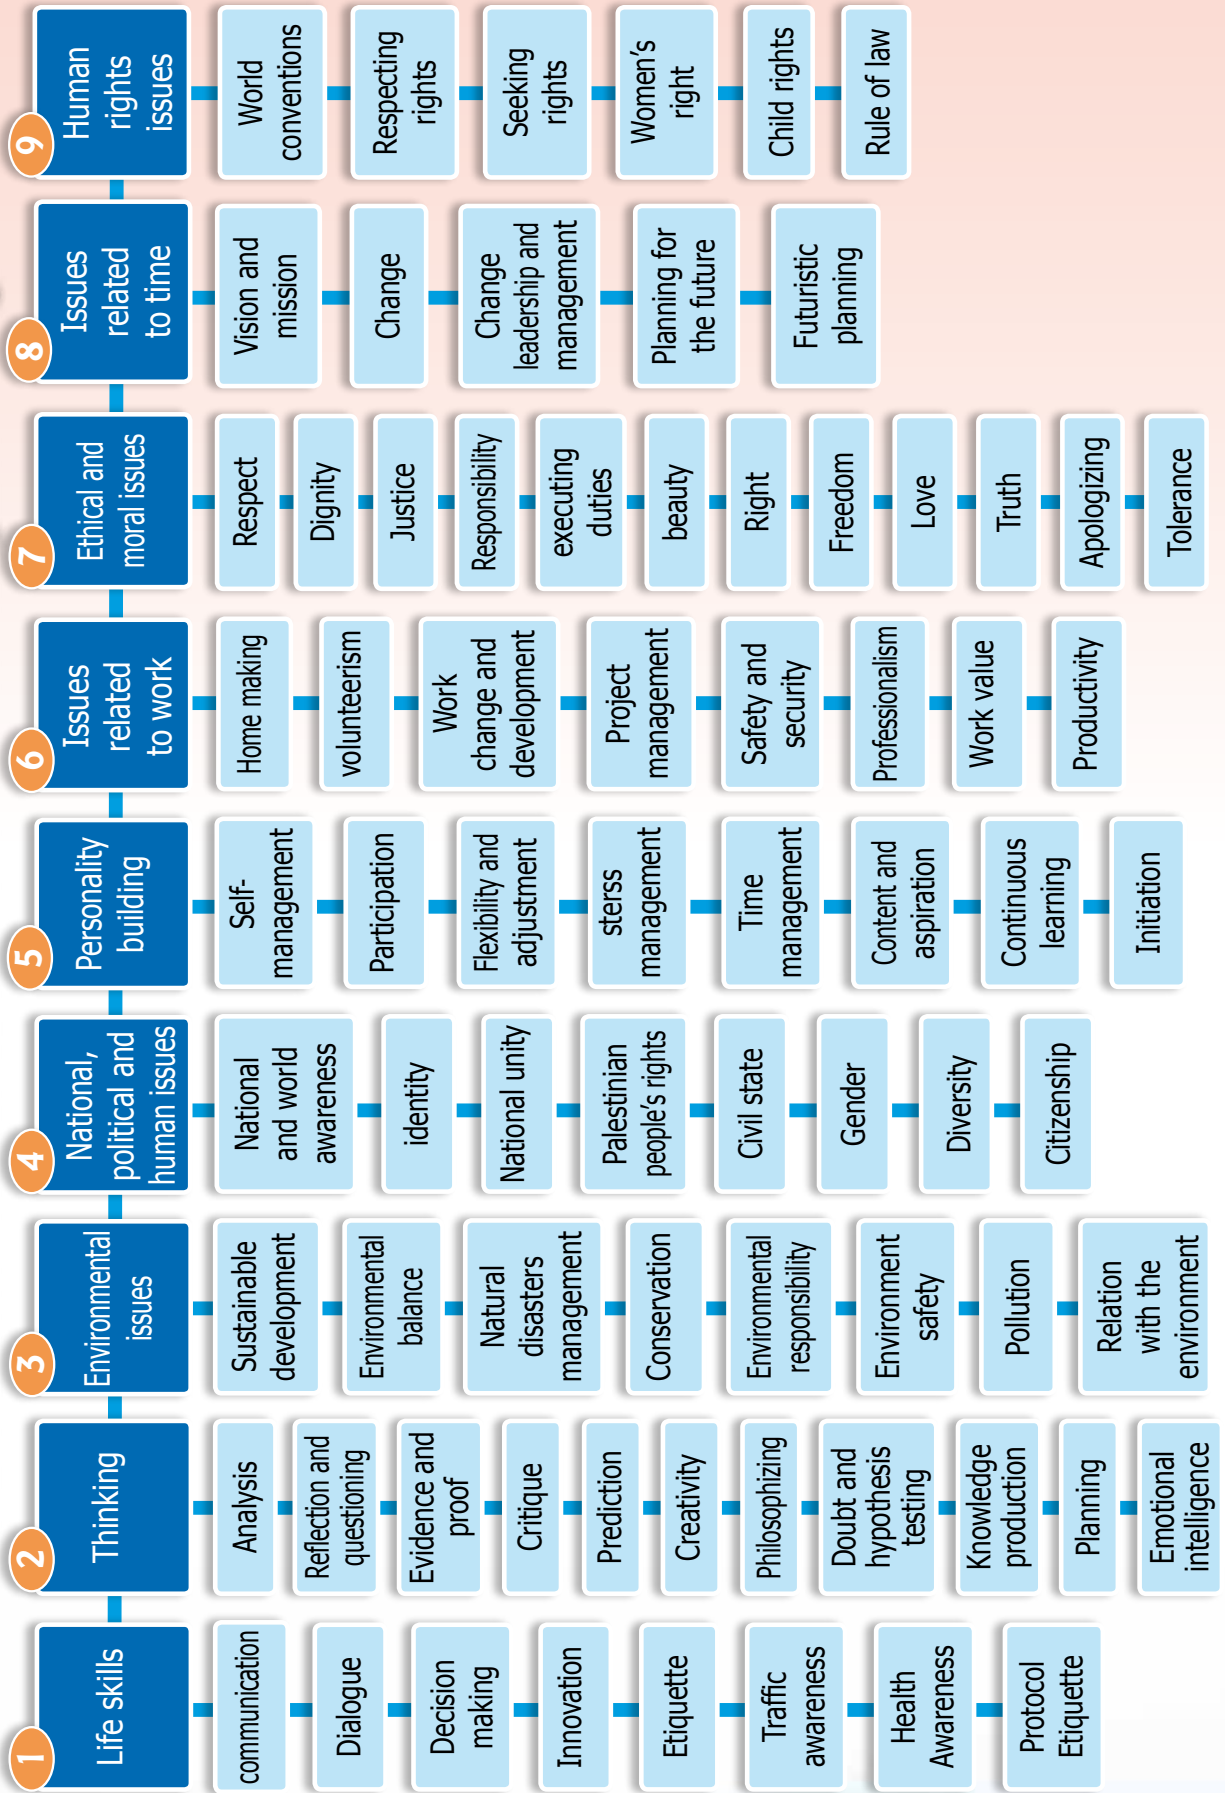 1
Life skills
communication
Dialogue
Decision
making
Innovation
Etiquette
Traffic
awareness
Health
Awareness
Protocol
Etiquette
2
Thinking
Analysis
Reflection and
questioning
Evidence and
proof
Critique
Prediction
Creativity
Philosophizing
Doubt and
hypothesis
testing
Knowledge
production
Planning
Emotional
intelligence
3
Environmental
issues
Sustainable
development
Environmental
balance
Natural
disasters
management
Conservation
Environmental
responsibility
Environment
safety
Pollution
Relation
with the
environment
4
National,
political and
human issues
National
and world
awareness
identity
National unity
Palestinian
people's rights
Civil state
Gender
Diversity
Citizenship
5
Personality
building
Self-
management
Participation
Flexibility and
adjustment
sterss
management
Time
management
Content and
aspiration
Continuous
learning
Initiation
6
Issues
related
to work
Home making
volunteerism
Work
change and
development
Project
management
Safety and
security
Professionalism
Work value
Productivity
7
Ethical and
moral issues
Respect
Dignity
Justice
Responsibility
executing
duties
beauty
Right
Freedom
Love
Truth
Apologizing
Tolerance
8
Issues
related
to time
Vision and
mission
Change
Change
leadership and
management
Planning for
the future
Futuristic
planning
9
Human
rights
issues
World
conventions
Respecting
rights
Seeking
rights
Women's
right
Child rights
Rule of law